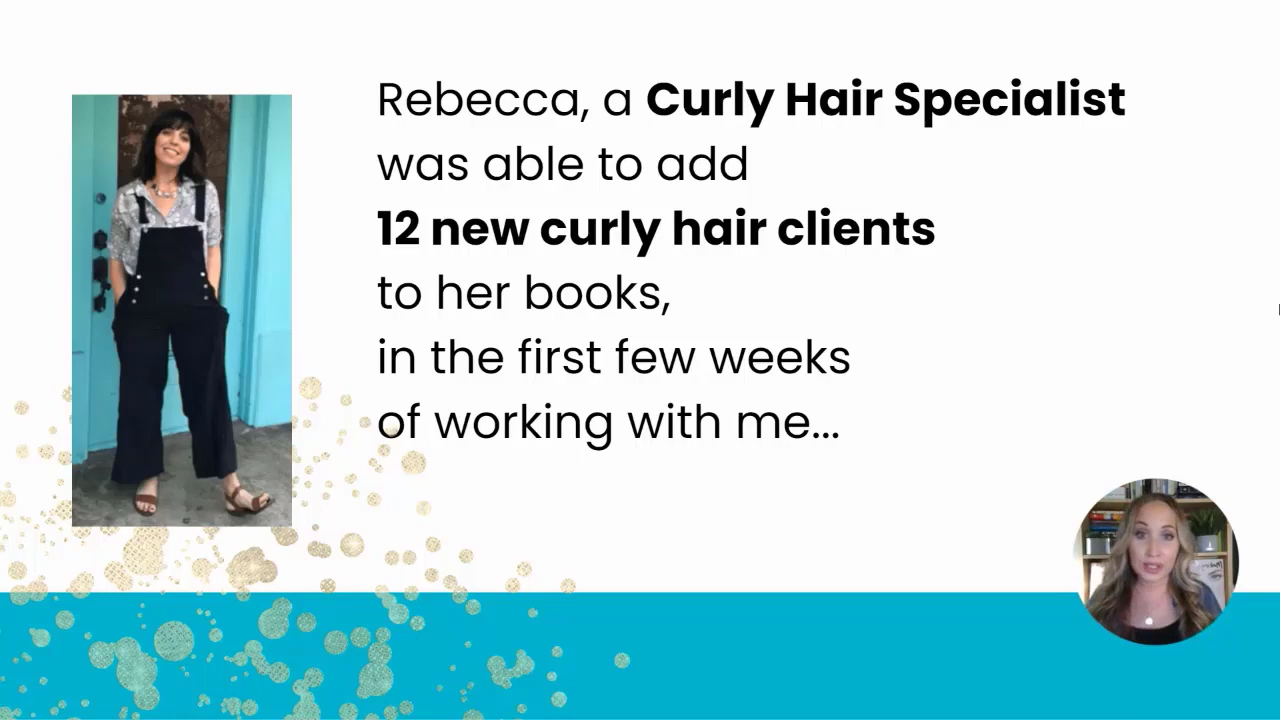 Rebecca, a Curly Hair Specialist
was able to add
12 new curly hair clients
to her books,
in the first few weeks
of working with me...